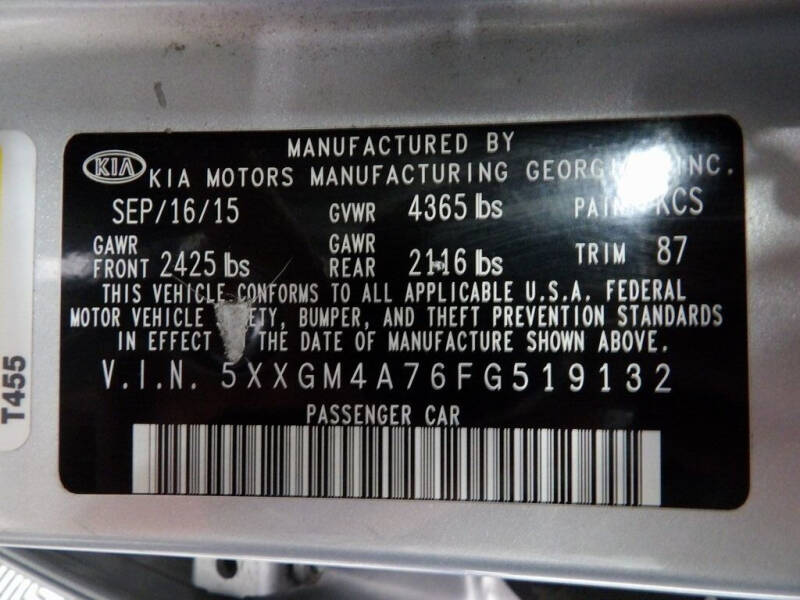 MANUFACTURED BY
KIA KIA MOTORS MANUFACTURING INC.
SEP/16/15 GVWR 4365 lbs KCS
GAWR FRONT 2425 lbs GAWR REAR 2116 lbs TRIM 87
THIS VEHICLE CONFORMS TO ALL APPLICABLE U.S.A. FEDERAL
MOTOR VEHICLE BUMPER, AND THEFT PREVENTION STANDARDS
IN EFFECT THE DATE OF MANUFACTURE SHOWN ABOVE.
V.I.N. 5XXGM4A76FG519132
PASSENGER CAR
T455